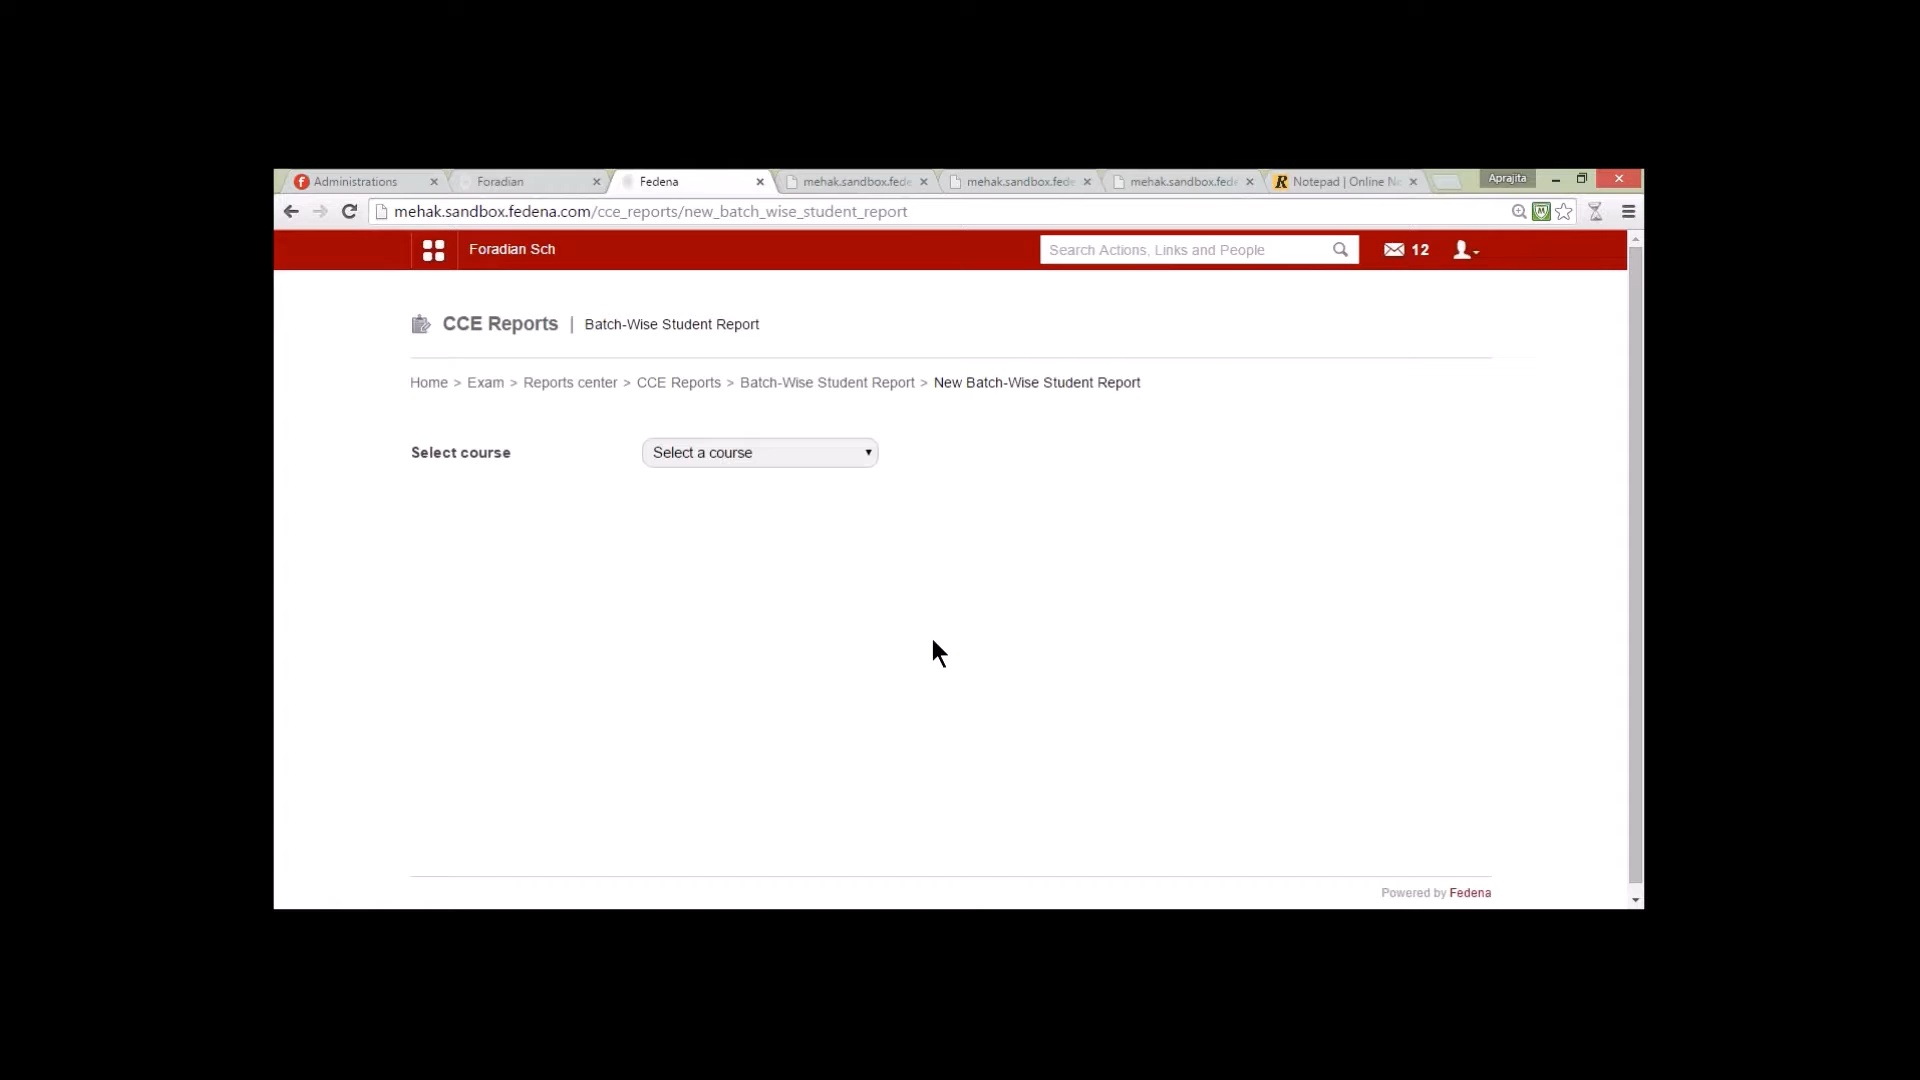 Administrations
Foradian
Fedena
mehak.sandbox.fede
mehak.sandbox.fede
mehak.sandbox.fede
Notepad | Online No
Aprajita
mehak.sandbox.fedena.com/cce_reports/new_batch_wise_student_report
Foradian Sch
Search Actions, Links and People
12
CCE Reports | Batch-Wise Student Report
Home > Exam > Reports center > CCE Reports > Batch-Wise Student Report > New Batch-Wise Student Report
Select course
Select a course
Powered by Fedena